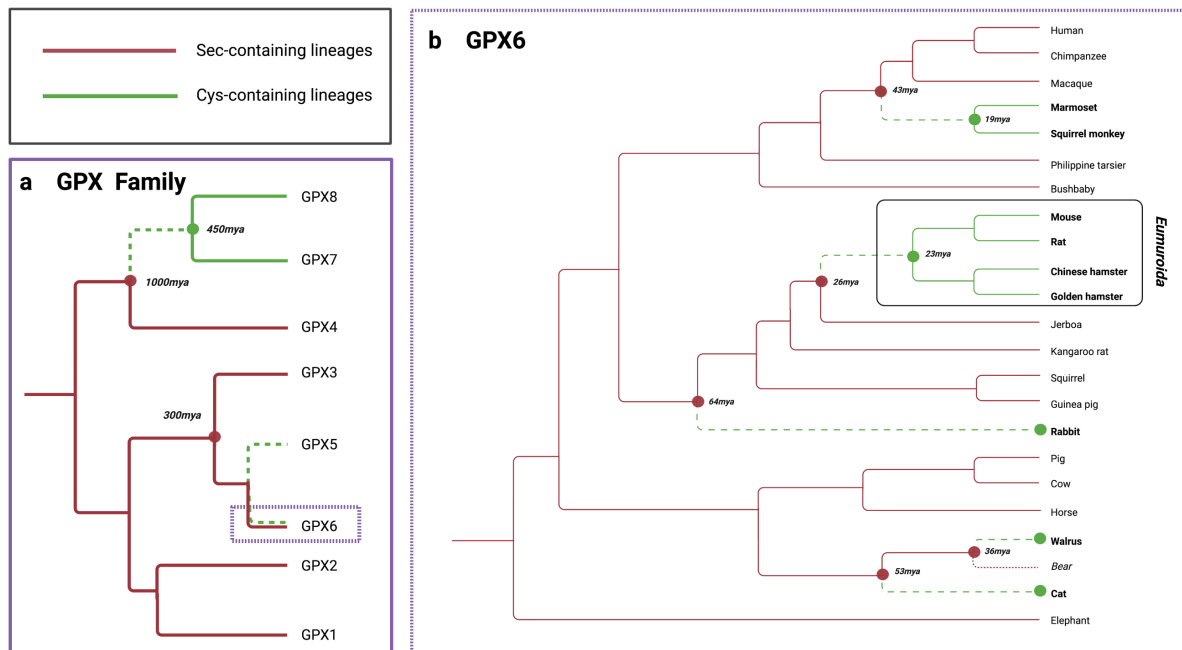 Sec-containing lineages
Cys-containing lineages
a GPX Family
GPX8
450mya
GPX7
1000mya
GPX4
GPX3
300mya
GPX5
GPX6
GPX2
GPX1
b GPX6
Human
Chimpanzee
Macaque
43mya
Marmoset
19mya
Squirrel monkey
Philippine tarsier
Bushbaby
Mouse
Rat
23mya
Chinese hamster
Golden hamster
Eumuroida
26mya
Jerboa
Kangaroo rat
Squirrel
Guinea pig
64mya
Rabbit
Pig
Cow
Horse
Walrus
36mya
Bear
53mya
Cat
Elephant